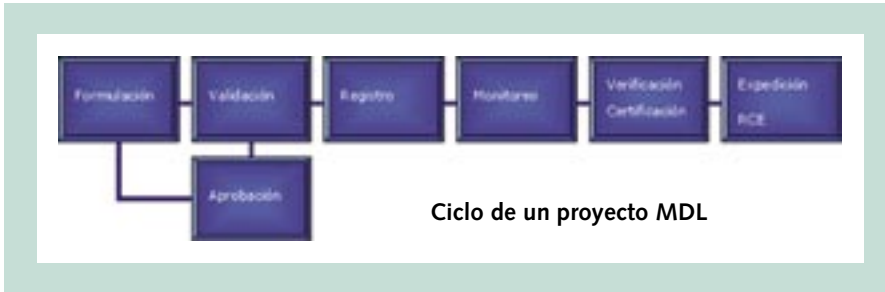 Formulación
Validación
Registro
Monitoreo
Verificación
Certificación
Expedición
RCE
Aprobación
Ciclo de un proyecto MDL